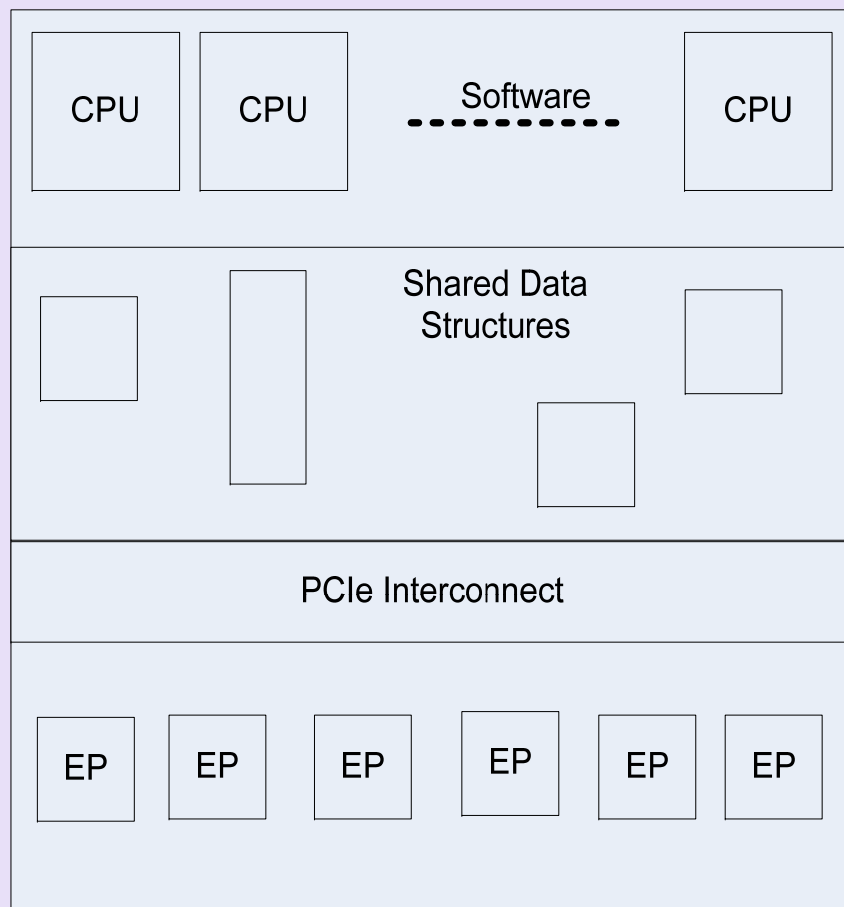 CPU
CPU
Software
CPU
Shared Data
Structures
PCIe Interconnect
EP
EP
EP
EP
EP
EP